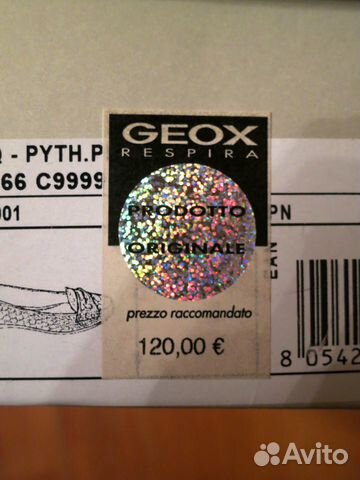 GEOX
RESPIRA
Q - PYTH.P
66 C9999
001
PRODOTTO
ORIGINALE
PN
EAN
prezzo raccomandato
120,00 €
8 0542
Avito